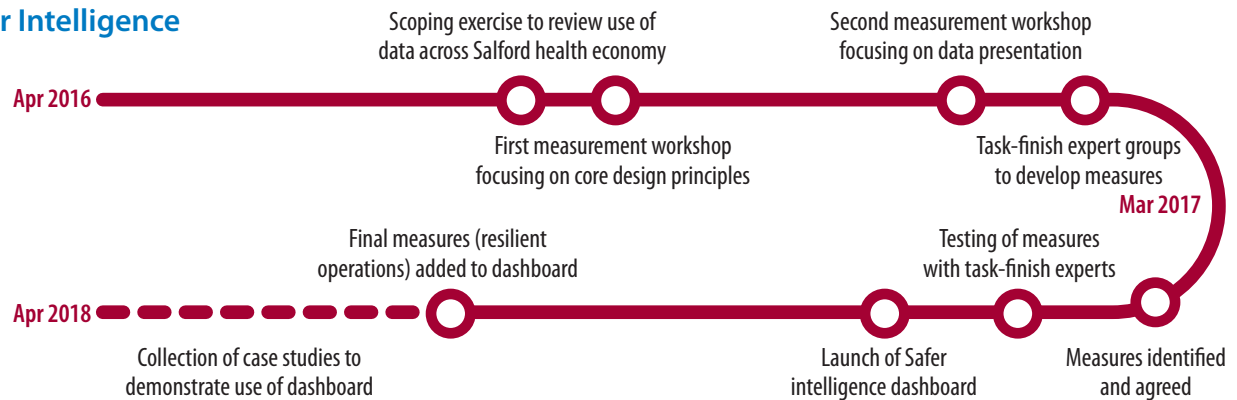 r Intelligence
Scoping exercise to review use of
data across Salford health economy
Second measurement workshop
focusing on data presentation
Apr 2016
First measurement workshop
focusing on core design principles
Task-finish expert groups
to develop measures
Mar 2017
Final measures (resilient
operations) added to dashboard
Testing of measures
with task-finish experts
Apr 2018
Collection of case studies to
demonstrate use of dashboard
Launch of Safer
intelligence dashboard
Measures identified
and agreed